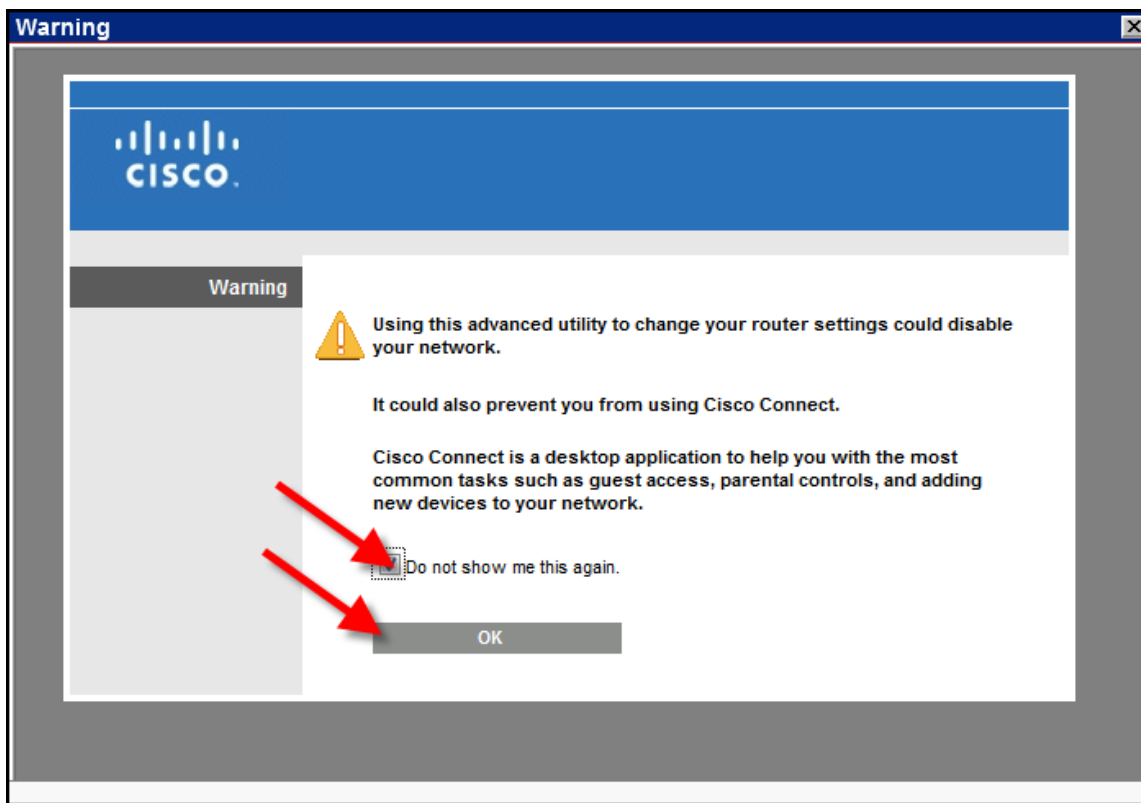 Warning
CISCO.
Warning
Using this advanced utility to change your router settings could disable
your network.
It could also prevent you from using Cisco Connect.
Cisco Connect is a desktop application to help you with the most
common tasks such as guest access, parental controls, and adding
new devices to your network.
Do not show me this again.
OK